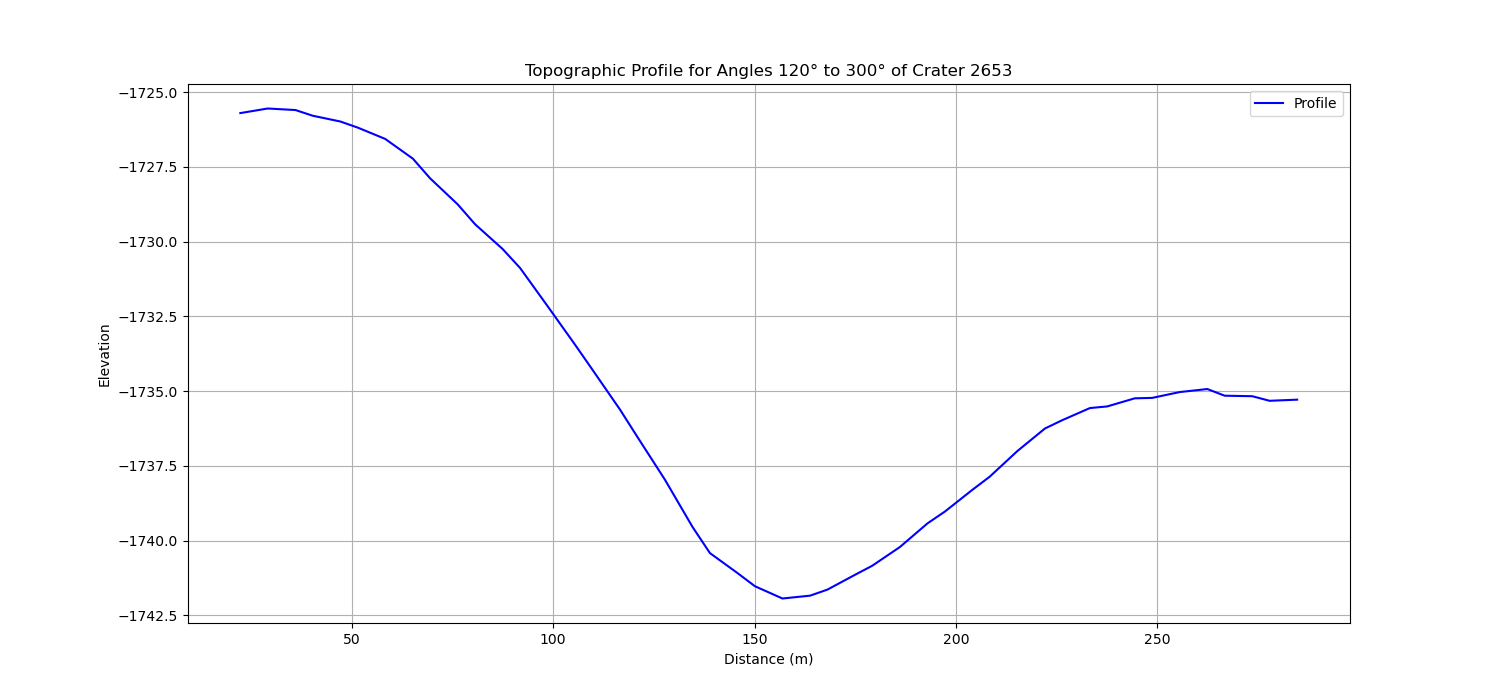 Topographic Profile for Angles 120° to 300° of Crater 2653
Profile
−1725.0
−1727.5
−1730.0
−1732.5
−1735.0
−1737.5
−1740.0
−1742.5
Elevation
50 100 150 200 250
Distance (m)